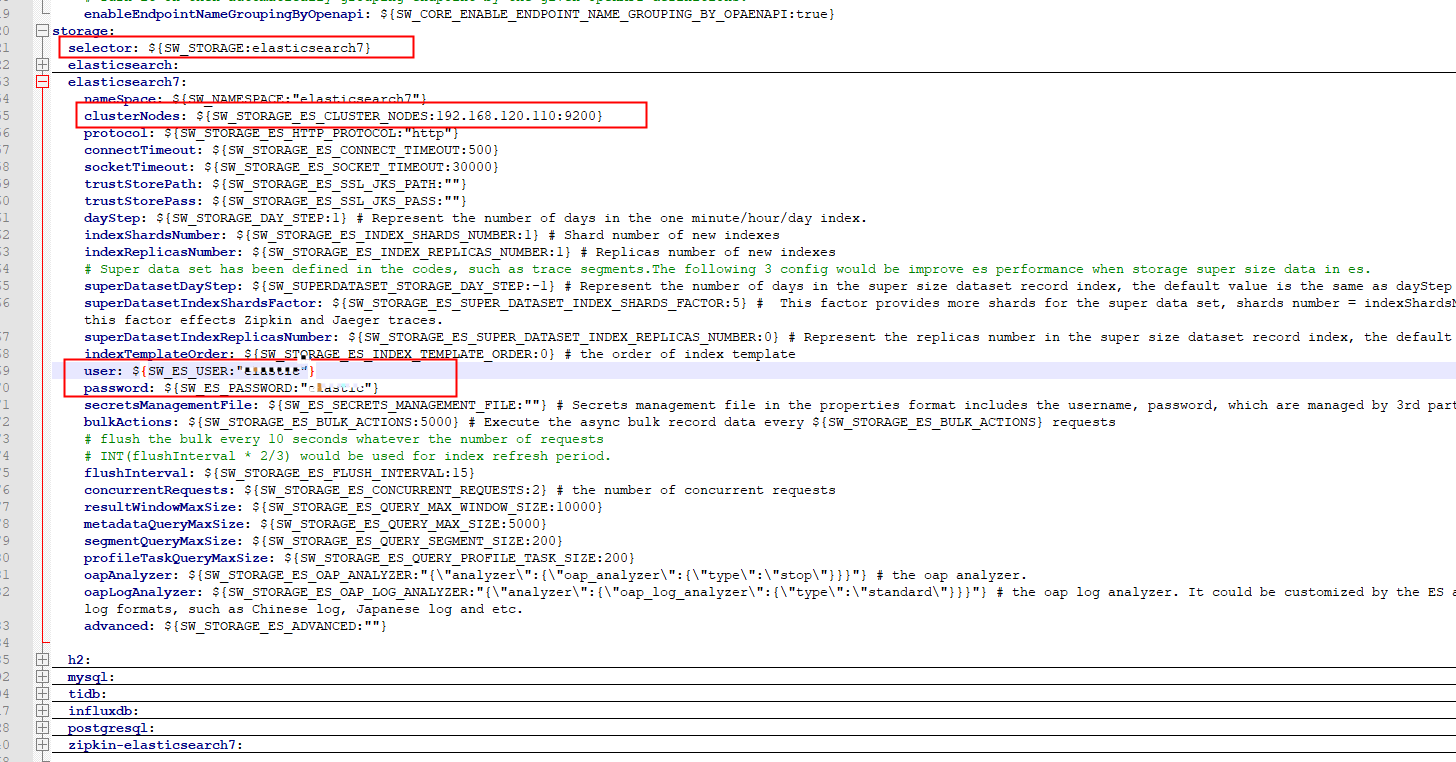 enableEndpointNameGroupingByOpenapi: ${SW_CORE_ENABLE_ENDPOINT_NAME_GROUPING_BY_OPAENAPI:true}
storage:
selector: ${SW_STORAGE:elasticsearch7}
elasticsearch:
elasticsearch7:
nameSpace: ${SW_NAMESPACE:"elasticsearch7"}
clusterNodes: ${SW_STORAGE_ES_CLUSTER_NODES:192.168.120.110:9200}
protocol: ${SW_STORAGE_ES_HTTP_PROTOCOL:"http"}
connectTimeout: ${SW_STORAGE_ES_CONNECT_TIMEOUT:500}
socketTimeout: ${SW_STORAGE_ES_SOCKET_TIMEOUT:30000}
trustStorePath: ${SW_STORAGE_ES_SSL_JKS_PATH:""}
trustStorePass: ${SW_STORAGE_ES_SSL_JKS_PASS:""}
dayStep: ${SW_STORAGE_DAY_STEP:1} # Represent the number of days in the one minute/hour/day index.
indexShardsNumber: ${SW_STORAGE_ES_INDEX_SHARDS_NUMBER:1} # Shard number of new indexes
indexReplicasNumber: ${SW_STORAGE_ES_INDEX_REPLICAS_NUMBER:1} # Replicas number of new indexes
# Super data set has been defined in the codes, such as trace segments.The following 3 config would be improve es performance when storage super size data in es.
superDatasetDayStep: ${SW_SUPERDATASET_STORAGE_DAY_STEP:-1} # Represent the number of days in the super size dataset record index, the default value is the same as dayStep
superDatasetIndexShardsFactor: ${SW_STORAGE_ES_SUPER_DATASET_INDEX_SHARDS_FACTOR:5} #  This factor provides more shards for the super data set, shards number = indexShardsN
this factor effects Zipkin and Jaeger traces.
superDatasetIndexReplicasNumber: ${SW_STORAGE_ES_SUPER_DATASET_INDEX_REPLICAS_NUMBER:0} # Represent the replicas number in the super size dataset record index, the default
indexTemplateOrder: ${SW_STORAGE_ES_INDEX_TEMPLATE_ORDER:0} # the order of index template
user: ${SW_ES_USER:"elastic"}
password: ${SW_ES_PASSWORD:"elastic"}
secretsManagementFile: ${SW_ES_SECRETS_MANAGEMENT_FILE:""} # Secrets management file in the properties format includes the username, password, which are managed by 3rd part
bulkActions: ${SW_STORAGE_ES_BULK_ACTIONS:5000} # Execute the async bulk record data every ${SW_STORAGE_ES_BULK_ACTIONS} requests
# flush the bulk every 10 seconds whatever the number of requests
# INT(flushInterval * 2/3) would be used for index refresh period.
flushInterval: ${SW_STORAGE_ES_FLUSH_INTERVAL:15}
concurrentRequests: ${SW_STORAGE_ES_CONCURRENT_REQUESTS:2} # the number of concurrent requests
resultWindowMaxSize: ${SW_STORAGE_ES_QUERY_MAX_WINDOW_SIZE:10000}
metadataQueryMaxSize: ${SW_STORAGE_ES_QUERY_MAX_SIZE:5000}
segmentQueryMaxSize: ${SW_STORAGE_ES_QUERY_SEGMENT_SIZE:200}
profileTaskQueryMaxSize: ${SW_STORAGE_ES_QUERY_PROFILE_TASK_SIZE:200}
oapAnalyzer: ${SW_STORAGE_ES_OAP_ANALYZER:"{\"analyzer\":{\"oap_analyzer\":{\"type\":\"stop\"}}}"} # the oap analyzer.
oapLogAnalyzer: ${SW_STORAGE_ES_OAP_LOG_ANALYZER:"{\"analyzer\":{\"oap_log_analyzer\":{\"type\":\"standard\"}}}"} # the oap log analyzer. It could be customized by the ES a
log formats, such as Chinese log, Japanese log and etc.
advanced: ${SW_STORAGE_ES_ADVANCED:""}
h2:
mysql:
tidb:
influxdb:
postgresql:
zipkin-elasticsearch7: